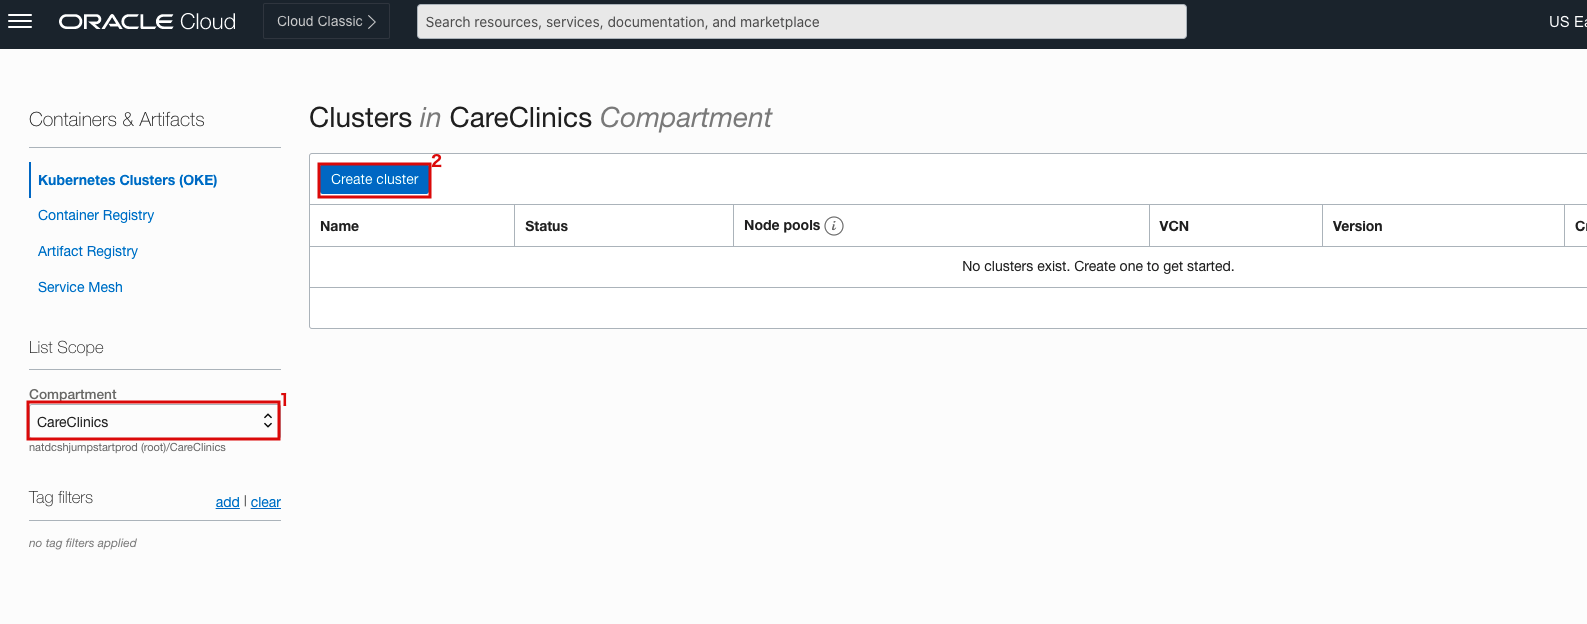 ORACLE Cloud
Cloud Classic
Search resources, services, documentation, and marketplace
US Ea
Containers & Artifacts
Kubernetes Clusters (OKE)
Container Registry
Artifact Registry
Service Mesh
List Scope
Compartment
1
CareClinics
natdcshjumpstartprod (root)/CareClinics
Tag filters
add | clear
no tag filters applied
Clusters in CareClinics Compartment
2
Create cluster
Name Status Node pools i VCN Version Cr
No clusters exist. Create one to get started.